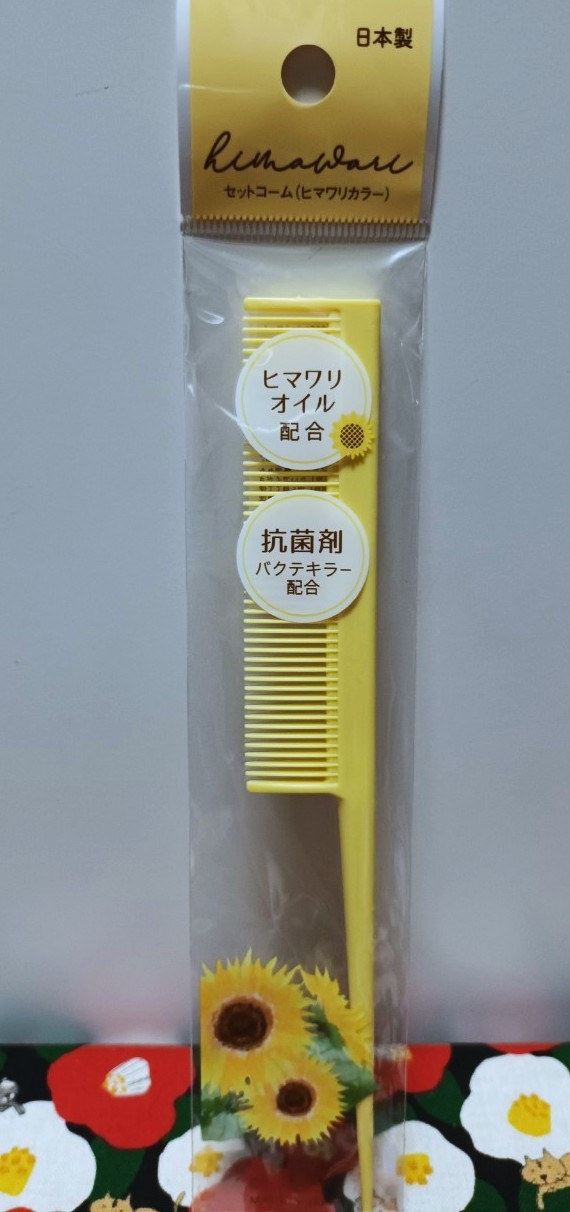 日本製
himawari
セットコーム(ヒマワリカラー)
ヒマワリ
オイル
配合
抗菌剤
バクテキラー
配合